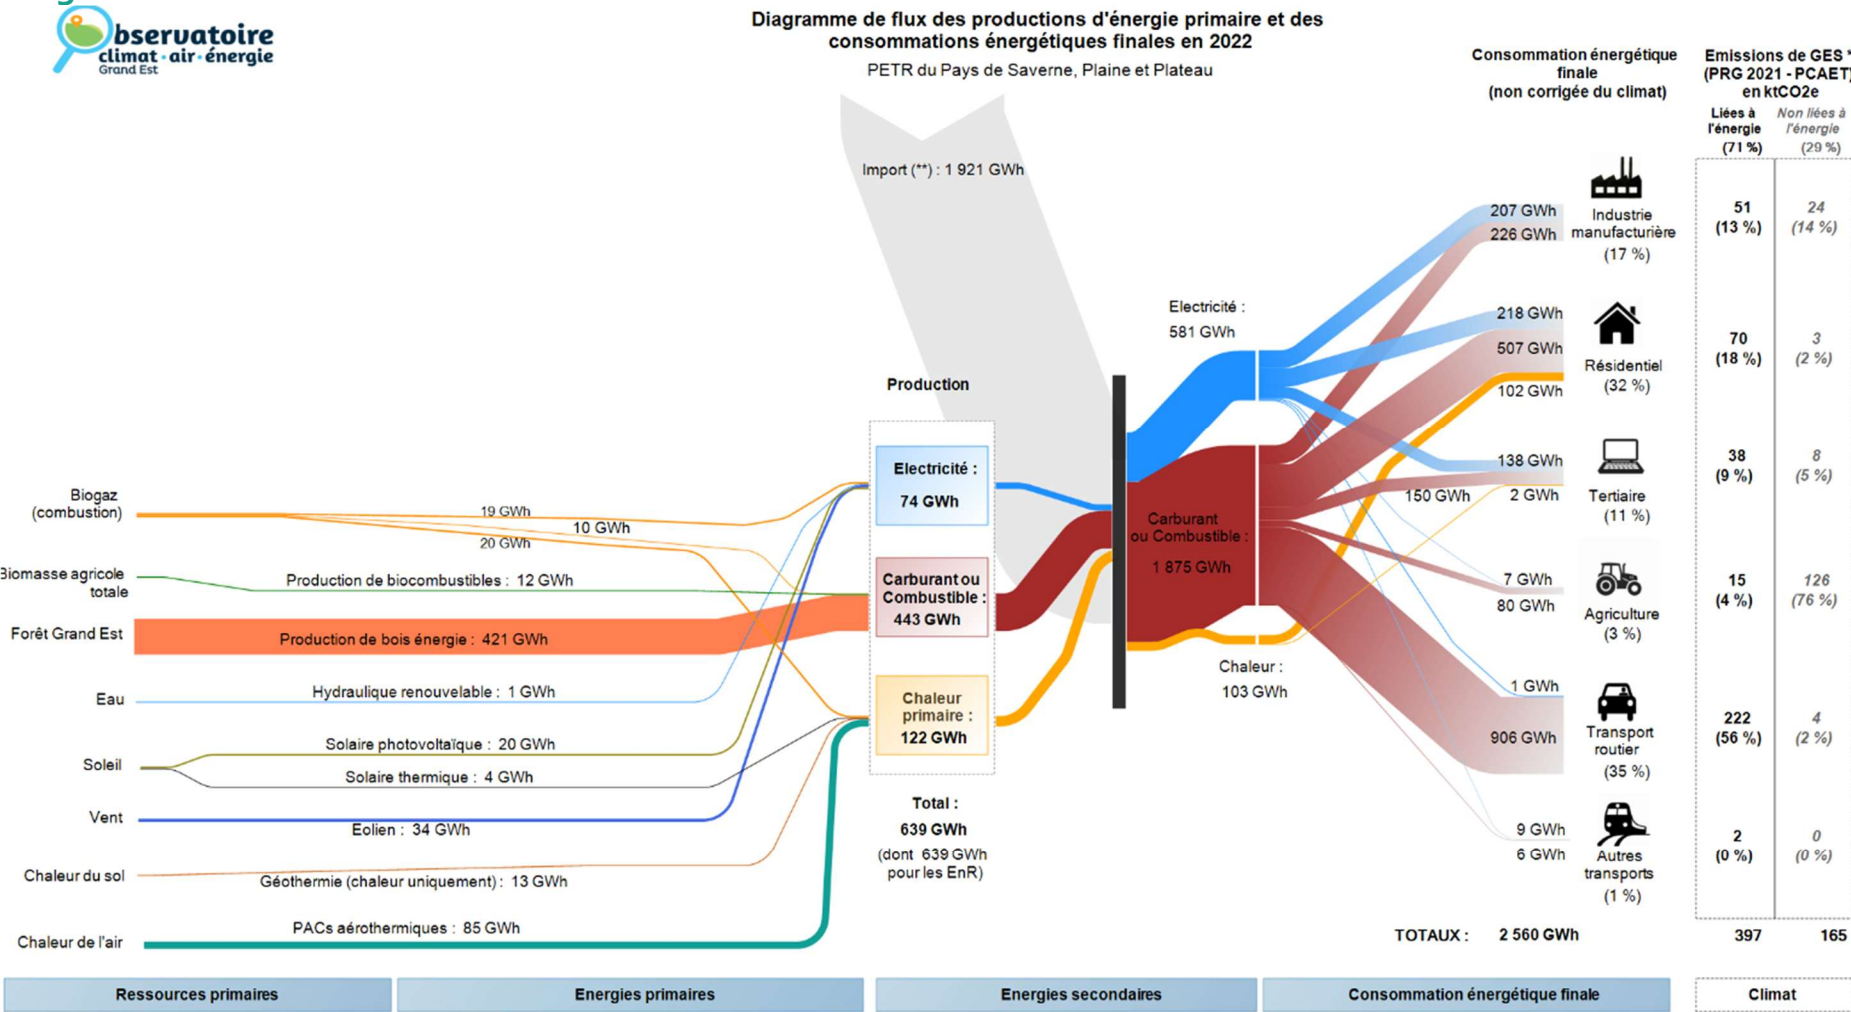 bservatoire
climat·air·énergie
Grand Est
Diagramme de flux des productions d'énergie primaire et des
consommations énergétiques finales en 2022
PETR du Pays de Saverne, Plaine et Plateau
Consommation énergétique
finale
(non corrigée du climat)
Emissions de GES *
(PRG 2021 - PCAET)
en ktCO2e
Liées à
l'énergie
(71 %)
Non liées à
l'énergie
(29 %)
Import (**) : 1 921 GWh
207 GWh
226 GWh
Industrie
manufacturière
(17 %)
51
(13 %)
24
(14 %)
Electricité :
581 GWh
218 GWh
507 GWh
102 GWh
Résidentiel
(32 %)
70
(18 %)
3
(2 %)
Production
Electricité :
74 GWh
138 GWh
150 GWh
2 GWh
Tertiaire
(11 %)
38
(9 %)
8
(5 %)
Biogaz
(combustion)
19 GWh
10 GWh
20 GWh
Carburant
ou Combustible :
1 875 GWh
Biomasse agricole
totale
Production de biocombustibles : 12 GWh
Carburant ou
Combustible :
443 GWh
7 GWh
80 GWh
Agriculture
(3 %)
15
(4 %)
126
(76 %)
Forêt Grand Est
Production de bois énergie : 421 GWh
Chaleur :
103 GWh
Eau
Hydraulique renouvelable : 1 GWh
Chaleur
primaire :
122 GWh
1 GWh
906 GWh
Transport
routier
(35 %)
222
(56 %)
4
(2 %)
Soleil
Solaire photovoltaïque : 20 GWh
Solaire thermique : 4 GWh
Vent
Eolien : 34 GWh
Total :
639 GWh
(dont 639 GWh
pour les EnR)
9 GWh
6 GWh
Autres
transports
(1 %)
2
(0 %)
0
(0 %)
Chaleur du sol
Géothermie (chaleur uniquement) : 13 GWh
Chaleur de l'air
PACs aérothermiques : 85 GWh
TOTAUX : 2 560 GWh
397
165
Ressources primaires
Energies primaires
Energies secondaires
Consommation énergétique finale
Climat